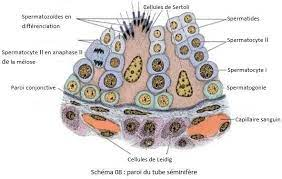 Spermatozoïdes en
différenciation
Cellules de Sertoli
Spermatides
Spermatocyte II
Spermatocyte II en anaphase II
de la méiose
Spermatocyte I
Paroi conjonctive
Spermatogonie
Capillaire sanguin
Cellules de Leidig
Schéma 08 : paroi du tube séminifère